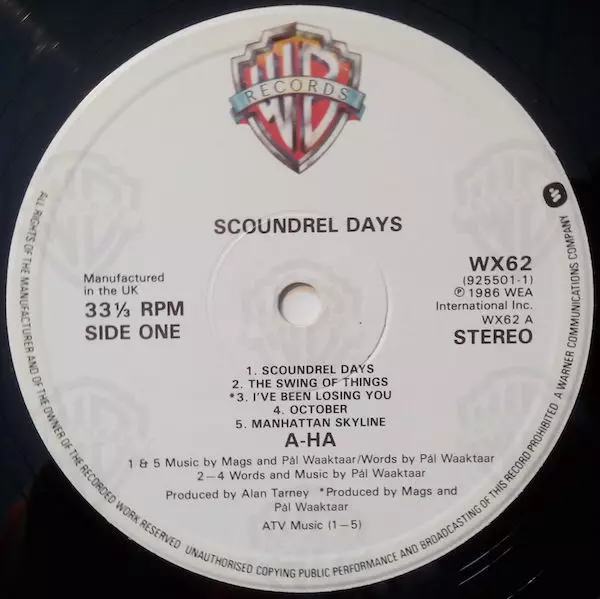 WB
RECORDS
SCOUNDREL DAYS
Manufactured
in the UK
33⅓ RPM
SIDE ONE
WX62
(925501-1)
℗ 1986 WEA
International Inc.
WX62 A
STEREO
1. SCOUNDREL DAYS
2. THE SWING OF THINGS
*3. I'VE BEEN LOSING YOU
4. OCTOBER
5. MANHATTAN SKYLINE
A-HA
1 & 5 Music by Mags and Pål Waaktaar/Words by Pål Waaktaar
2–4 Words and Music by Pål Waaktaar
Produced by Alan Tarney *Produced by Mags and
Pål Waaktaar
ATV Music (1–5)
ALL RIGHTS OF THE MANUFACTURER AND OF THE OWNER OF THE RECORDED WORK RESERVED UNAUTHORISED COPYING PUBLIC PERFORMANCE AND BROADCASTING OF THIS RECORD PROHIBITED A WARNER COMMUNICATIONS COMPANY